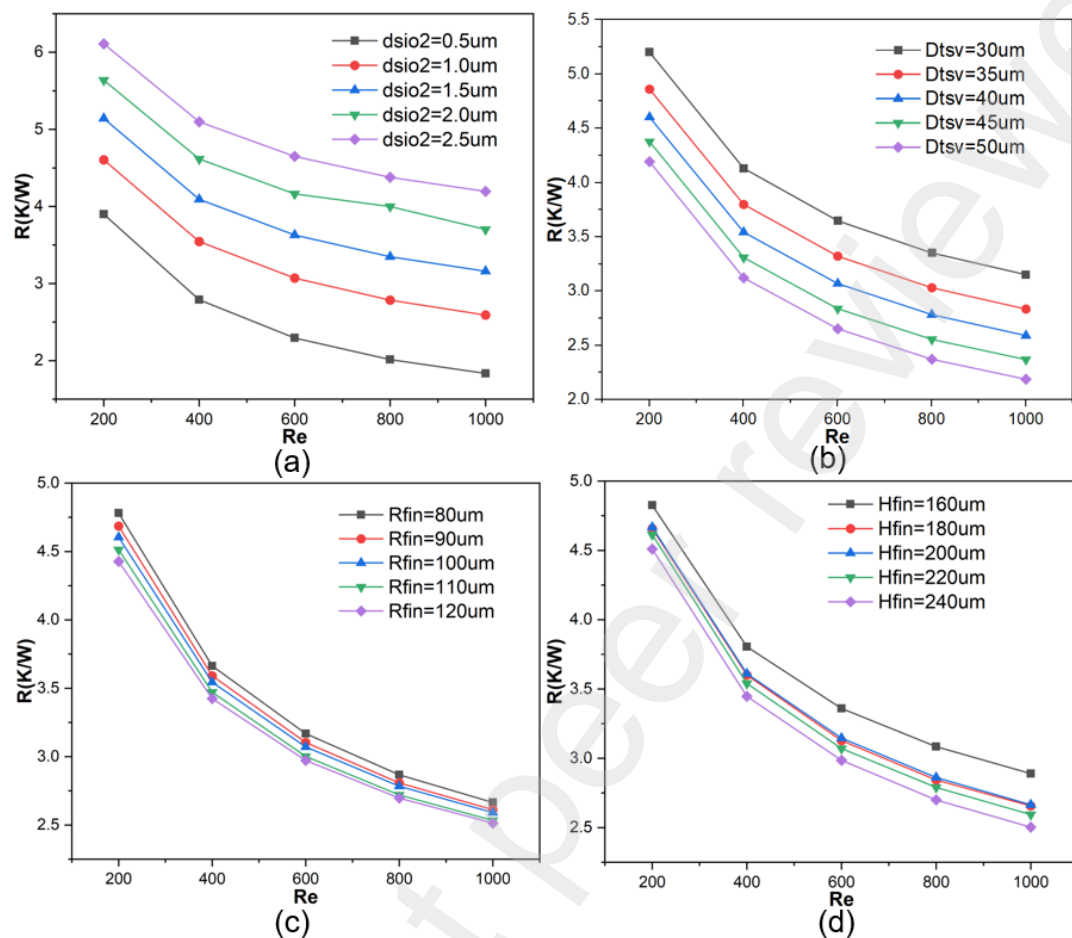 6
5
4
3
2
R(K/W)
200 400 600 800 1000
Re
dsio2=0.5um
dsio2=1.0um
dsio2=1.5um
dsio2=2.0um
dsio2=2.5um
(a)
5.5
5.0
4.5
4.0
3.5
3.0
2.5
2.0
R(K/W)
200 400 600 800 1000
Re
Dtsv=30um
Dtsv=35um
Dtsv=40um
Dtsv=45um
Dtsv=50um
(b)
5.0
4.5
4.0
3.5
3.0
2.5
R(K/W)
200 400 600 800 1000
Re
Rfin=80um
Rfin=90um
Rfin=100um
Rfin=110um
Rfin=120um
(c)
5.0
4.5
4.0
3.5
3.0
2.5
R(K/W)
200 400 600 800 1000
Re
Hfin=160um
Hfin=180um
Hfin=200um
Hfin=220um
Hfin=240um
(d)
t peer reviewe